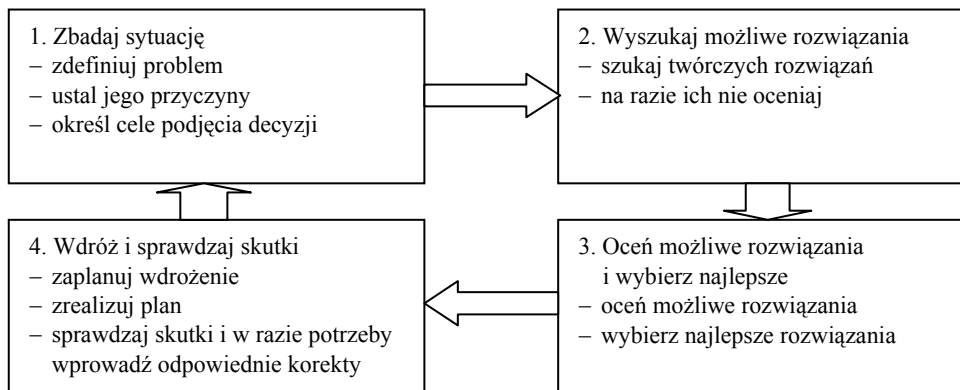 1. Zbadaj sytuację
– zdefiniuj problem
– ustal jego przyczyny
– określ cele podjęcia decyzji
2. Wyszukaj możliwe rozwiązania
– szukaj twórczych rozwiązań
– na razie ich nie oceniaj
3. Oceń możliwe rozwiązania
i wybierz najlepsze
– oceń możliwe rozwiązania
– wybierz najlepsze rozwiązania
4. Wdróż i sprawdzaj skutki
– zaplanuj wdrożenie
– zrealizuj plan
– sprawdzaj skutki i w razie potrzeby
wprowadź odpowiednie korekty